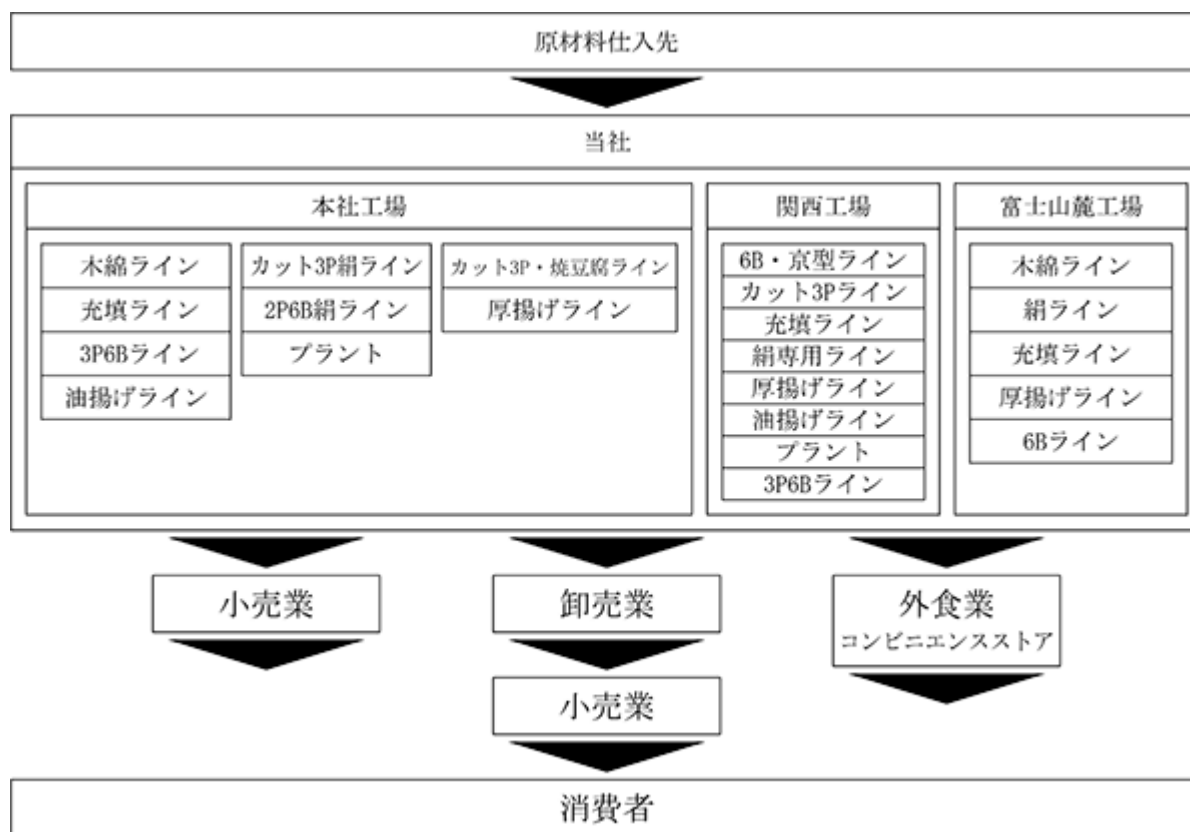 原材料仕入先
当社
本社工場
木綿ライン
充填ライン
3P6Bライン
油揚げライン
カット3P絹ライン
2P6B絹ライン
プラント
カット3P・焼豆腐ライン
厚揚げライン
関西工場
6B・京型ライン
カット3Pライン
充填ライン
絹専用ライン
厚揚げライン
油揚げライン
プラント
3P6Bライン
富士山麓工場
木綿ライン
絹ライン
充填ライン
厚揚げライン
6Bライン
小売業
卸売業
小売業
外食業
コンビニエンスストア
消費者